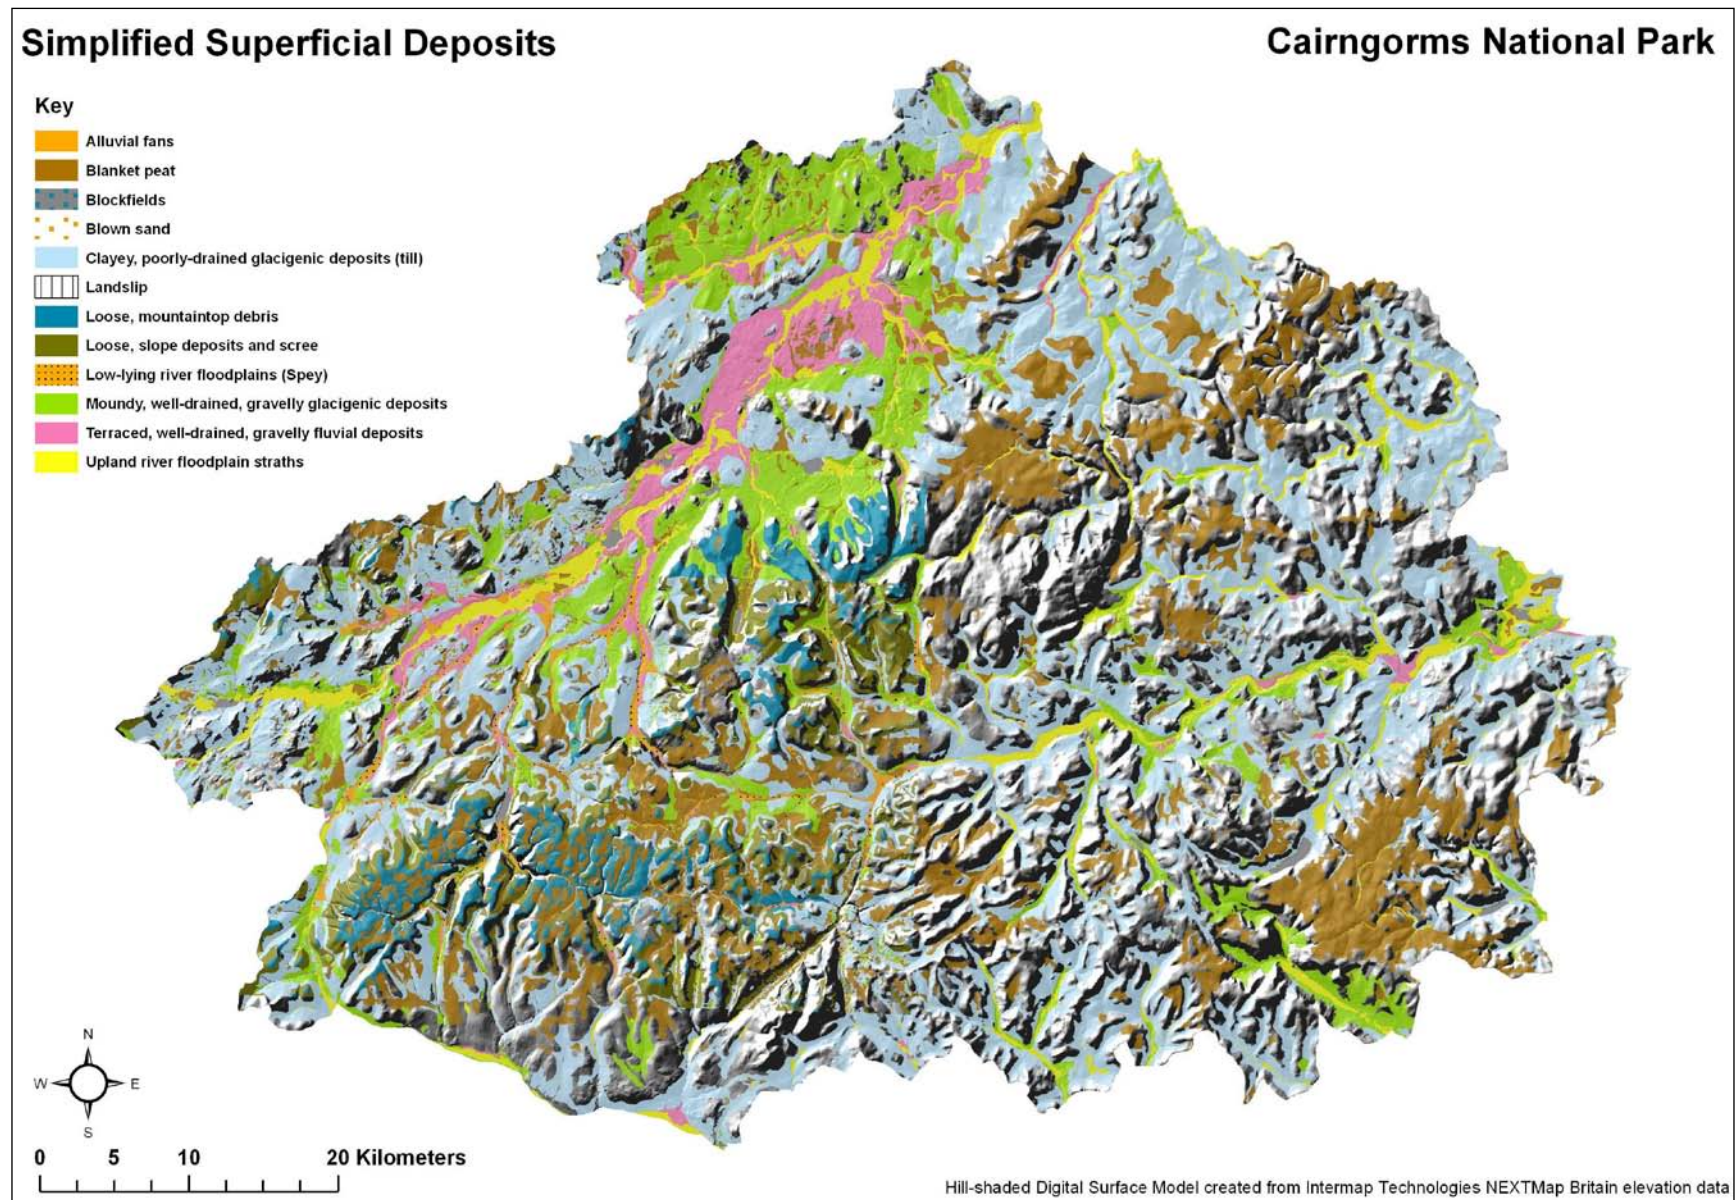 Simplified Superficial Deposits
Cairngorms National Park
Key
Alluvial fans
Blanket peat
Blockfields
Blown sand
Clayey, poorly-drained glacigenic deposits (till)
Landslip
Loose, mountaintop debris
Loose, slope deposits and scree
Low-lying river floodplains (Spey)
Moundy, well-drained, gravelly glacigenic deposits
Terraced, well-drained, gravelly fluvial deposits
Upland river floodplain straths
N
W E
S
0 5 10 20 Kilometers
Hill-shaded Digital Surface Model created from Intermap Technologies NEXTMap Britain elevation data